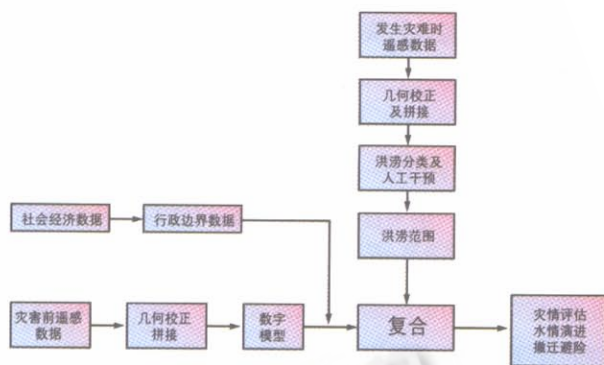 发生灾难时
遥感数据
几何校正
及拼接
洪涝分类及
人工干预
社会经济数据
行政边界数据
洪涝范围
灾害前遥感
数据
几何校正
拼接
数字
模型
复合
灾情评估
水情演进
撤迁避险